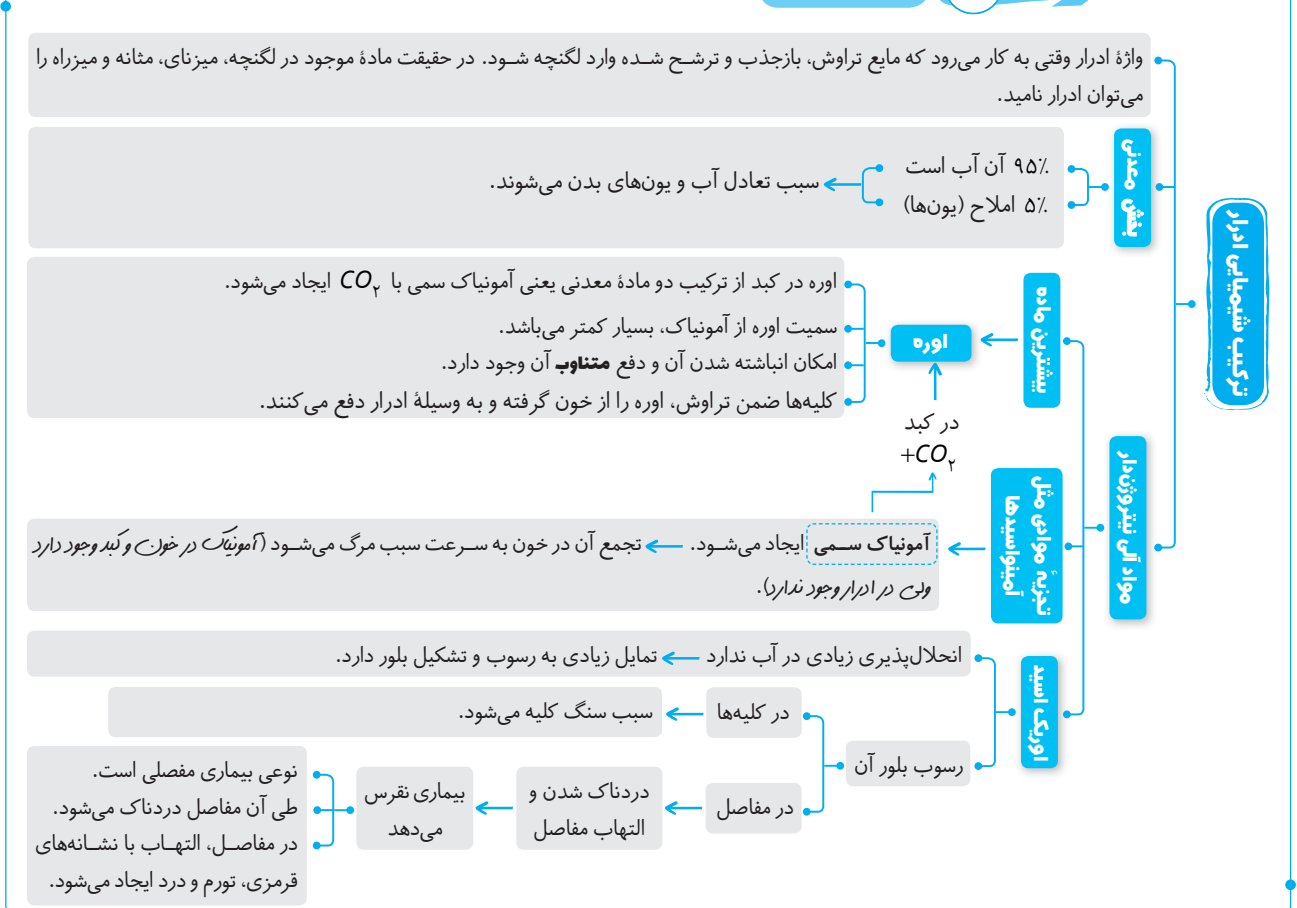 ترکیب شیمیایی ادرار
واژهٔ ادرار وقتی به کار می‌رود که مایع تراوش، بازجذب و ترشح شده وارد لگنچه شود. در حقیقت مادهٔ موجود در لگنچه، میزنای، مثانه و میزراه را
می‌توان ادرار نامید.
بخش معدنی
۹۵٪ آن آب است
۵٪ املاح (یون‌ها)
سبب تعادل آب و یون‌های بدن می‌شوند.
مواد آلی نیتروژن‌دار
بیشترین ماده
اوره
اوره در کبد از ترکیب دو مادهٔ معدنی یعنی آمونیاک سمی با CO₂ ایجاد می‌شود.
سمیت اوره از آمونیاک، بسیار کمتر می‌باشد.
امکان انباشته شدن آن و دفع متناوب آن وجود دارد.
کلیه‌ها ضمن تراوش، اوره را از خون گرفته و به وسیلهٔ ادرار دفع می‌کنند.
در کبد
+CO₂
تجزیهٔ موادی مثل
آمینواسیدها
آمونیاک سمی ایجاد می‌شود. تجمع آن در خون به سرعت سبب مرگ می‌شود (آمونیاک در خون و کبد وجود دارد
ولی در ادرار وجود ندارد).
اوریک اسید
انحلال‌پذیری زیادی در آب ندارد تمایل زیادی به رسوب و تشکیل بلور دارد.
رسوب بلور آن
در کلیه‌ها
سبب سنگ کلیه می‌شود.
در مفاصل
دردناک شدن و
التهاب مفاصل
بیماری نقرس
می‌دهد
نوعی بیماری مفصلی است.
طی آن مفاصل دردناک می‌شود.
در مفاصل، التهاب با نشانه‌های
قرمزی، تورم و درد ایجاد می‌شود.